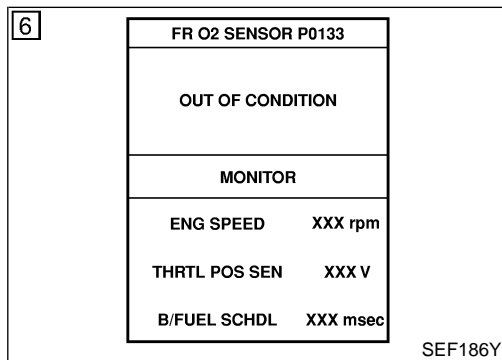 6
FR O2 SENSOR P0133
OUT OF CONDITION
MONITOR
ENG SPEED XXX rpm
THRTL POS SEN XXX V
B/FUEL SCHDL XXX msec
SEF186Y